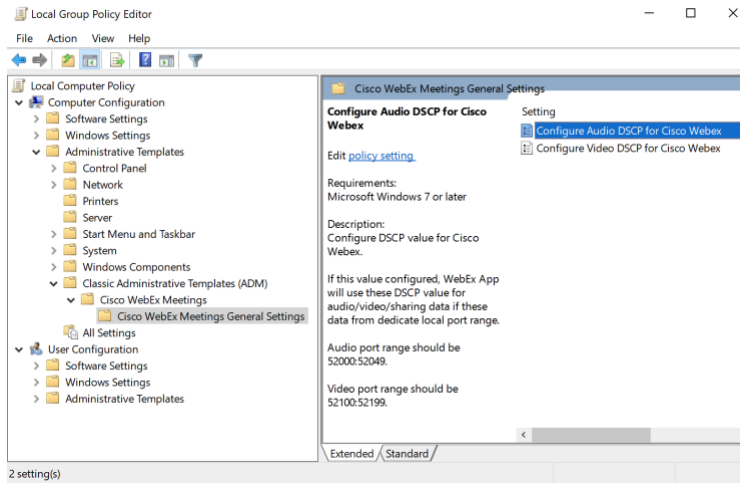 Local Group Policy Editor
File Action View Help
Local Computer Policy
Computer Configuration
Software Settings
Windows Settings
Administrative Templates
Control Panel
Network
Printers
Server
Start Menu and Taskbar
System
Windows Components
Classic Administrative Templates (ADM)
Cisco WebEx Meetings
Cisco WebEx Meetings General Settings
All Settings
User Configuration
Software Settings
Windows Settings
Administrative Templates
Cisco WebEx Meetings General Settings
Configure Audio DSCP for Cisco
Webex
Edit policy setting
Requirements:
Microsoft Windows 7 or later
Description:
Configure DSCP value for Cisco
Webex.
If this value configured, WebEx App
will use these DSCP value for
audio/video/sharing data if these
data from dedicate local port range.
Audio port range should be
52000:52049.
Video port range should be
52100:52199.
Setting
Configure Audio DSCP for Cisco Webex
Configure Video DSCP for Cisco Webex
Extended Standard
2 setting(s)